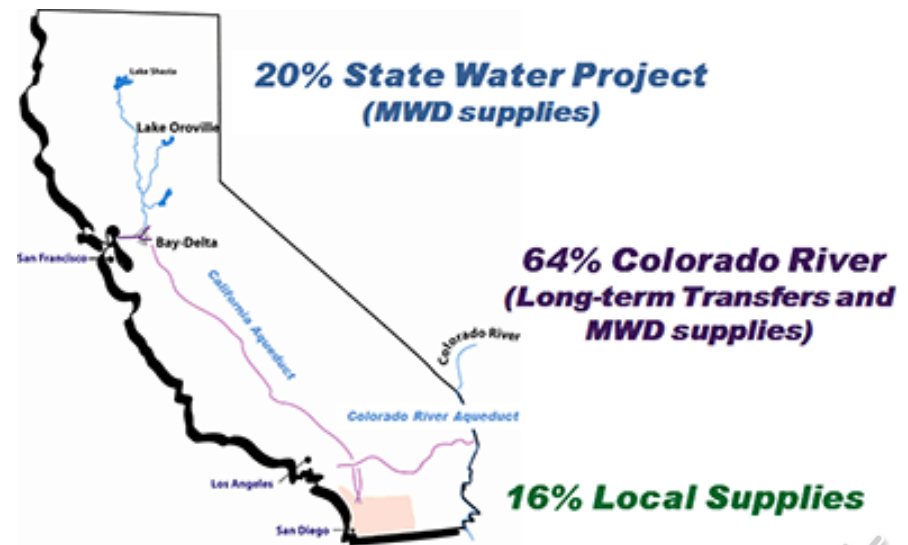 Lake Shasta
20% State Water Project
(MWD supplies)
Lake Oroville
Bay-Delta
San Francisco
California Aqueduct
64% Colorado River
(Long-term Transfers and
MWD supplies)
Colorado River
Colorado River Aqueduct
Los Angeles
16% Local Supplies
San Diego